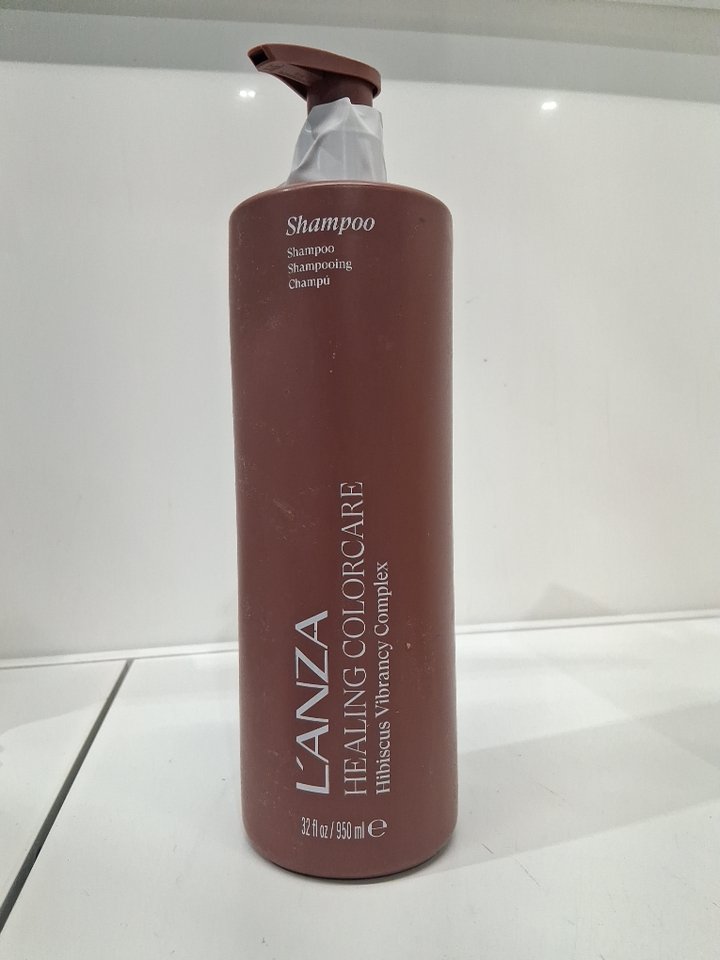 Shampoo
Shampoo
Shampooing
Champú
L'ANZA
HEALING COLORCARE
Hibiscus Vibrancy Complex
32 fl oz / 950 ml ℮